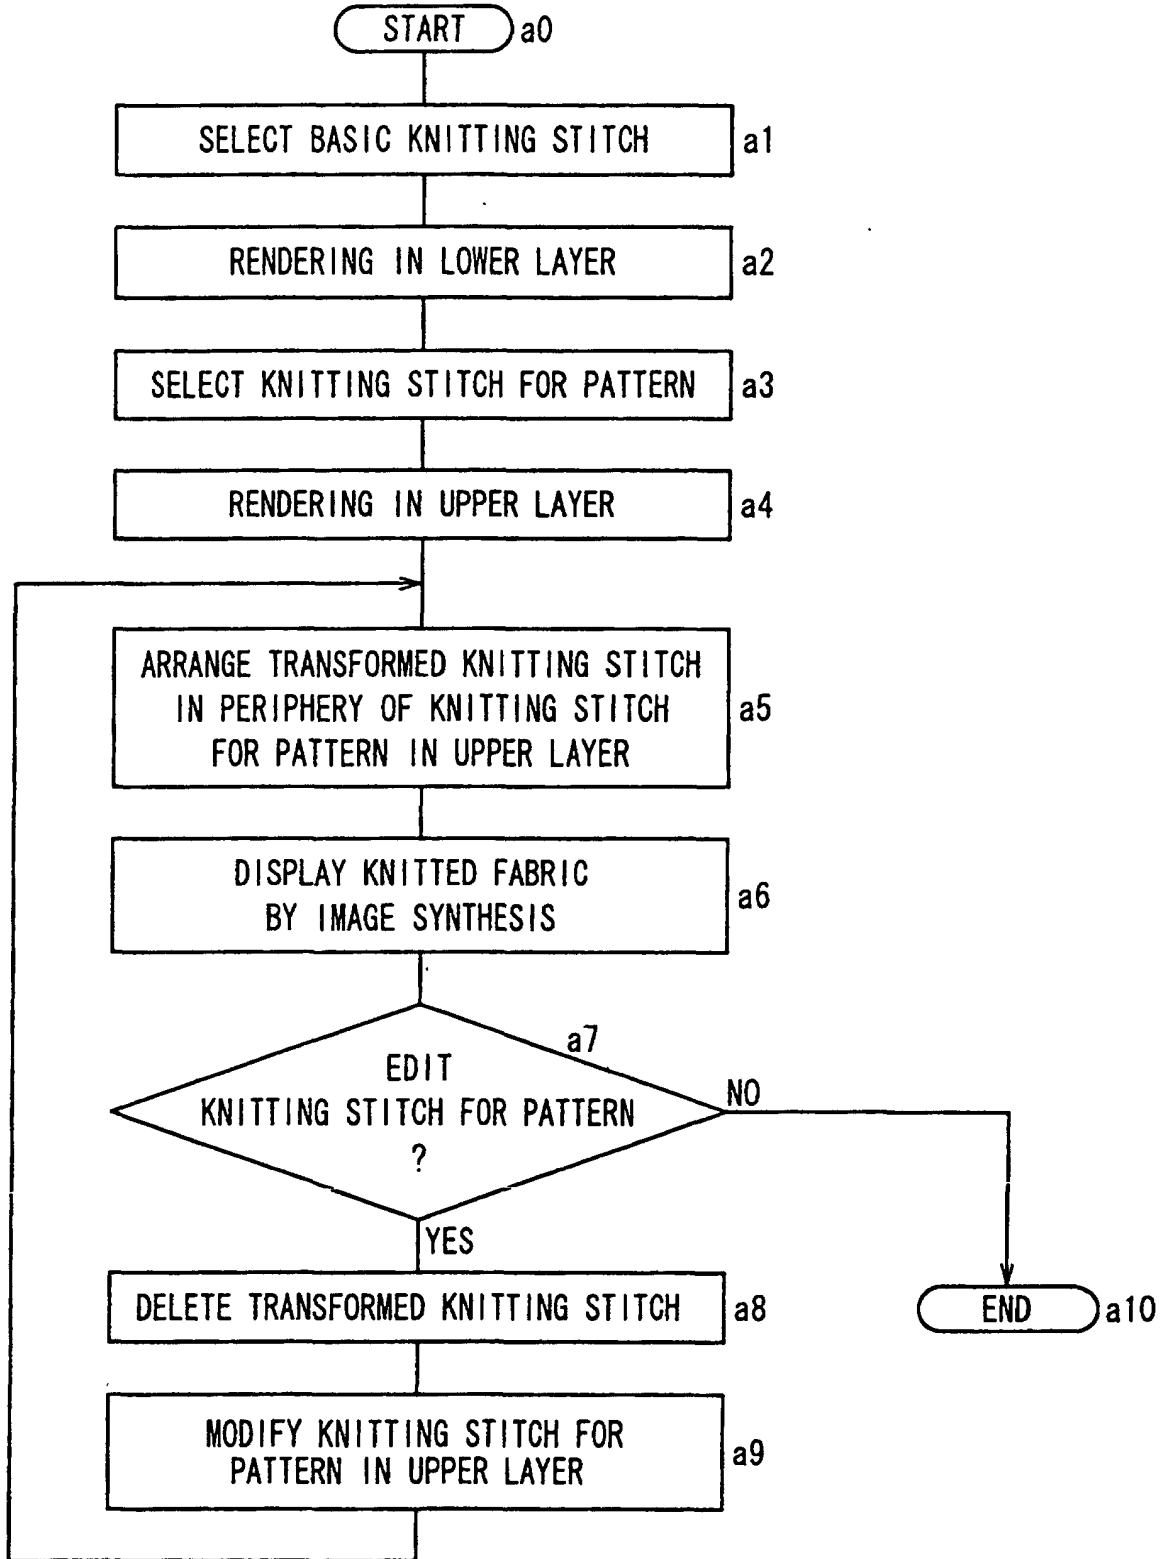 START a0
SELECT BASIC KNITTING STITCH a1
RENDERING IN LOWER LAYER a2
SELECT KNITTING STITCH FOR PATTERN a3
RENDERING IN UPPER LAYER a4
ARRANGE TRANSFORMED KNITTING STITCH
IN PERIPHERY OF KNITTING STITCH a5
FOR PATTERN IN UPPER LAYER
DISPLAY KNITTED FABRIC
a6
BY IMAGE SYNTHESIS
a7
EDIT
NO
KNITTING STITCH FOR PATTERN
?
YES
DELETE TRANSFORMED KNITTING STITCH a8
END a10
MODIFY KNITTING STITCH FOR
a9
PATTERN IN UPPER LAYER